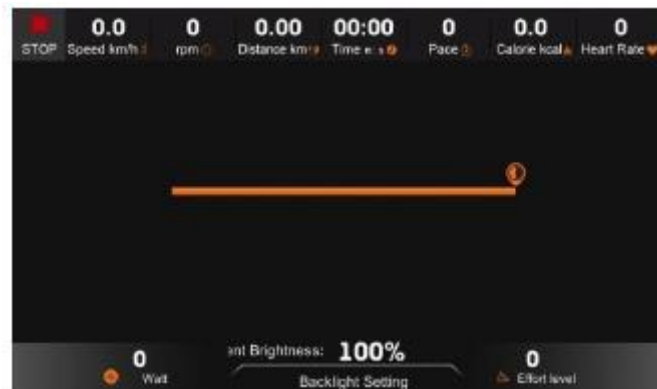 0.0 0 0.00 00:00 0 0.0 0
STOP Speed km/h rpm Distance km Time Pace Calorie kcal Heart Rate
0 ent Brightness: 100% 0
Watt Backlight Setting Effort level